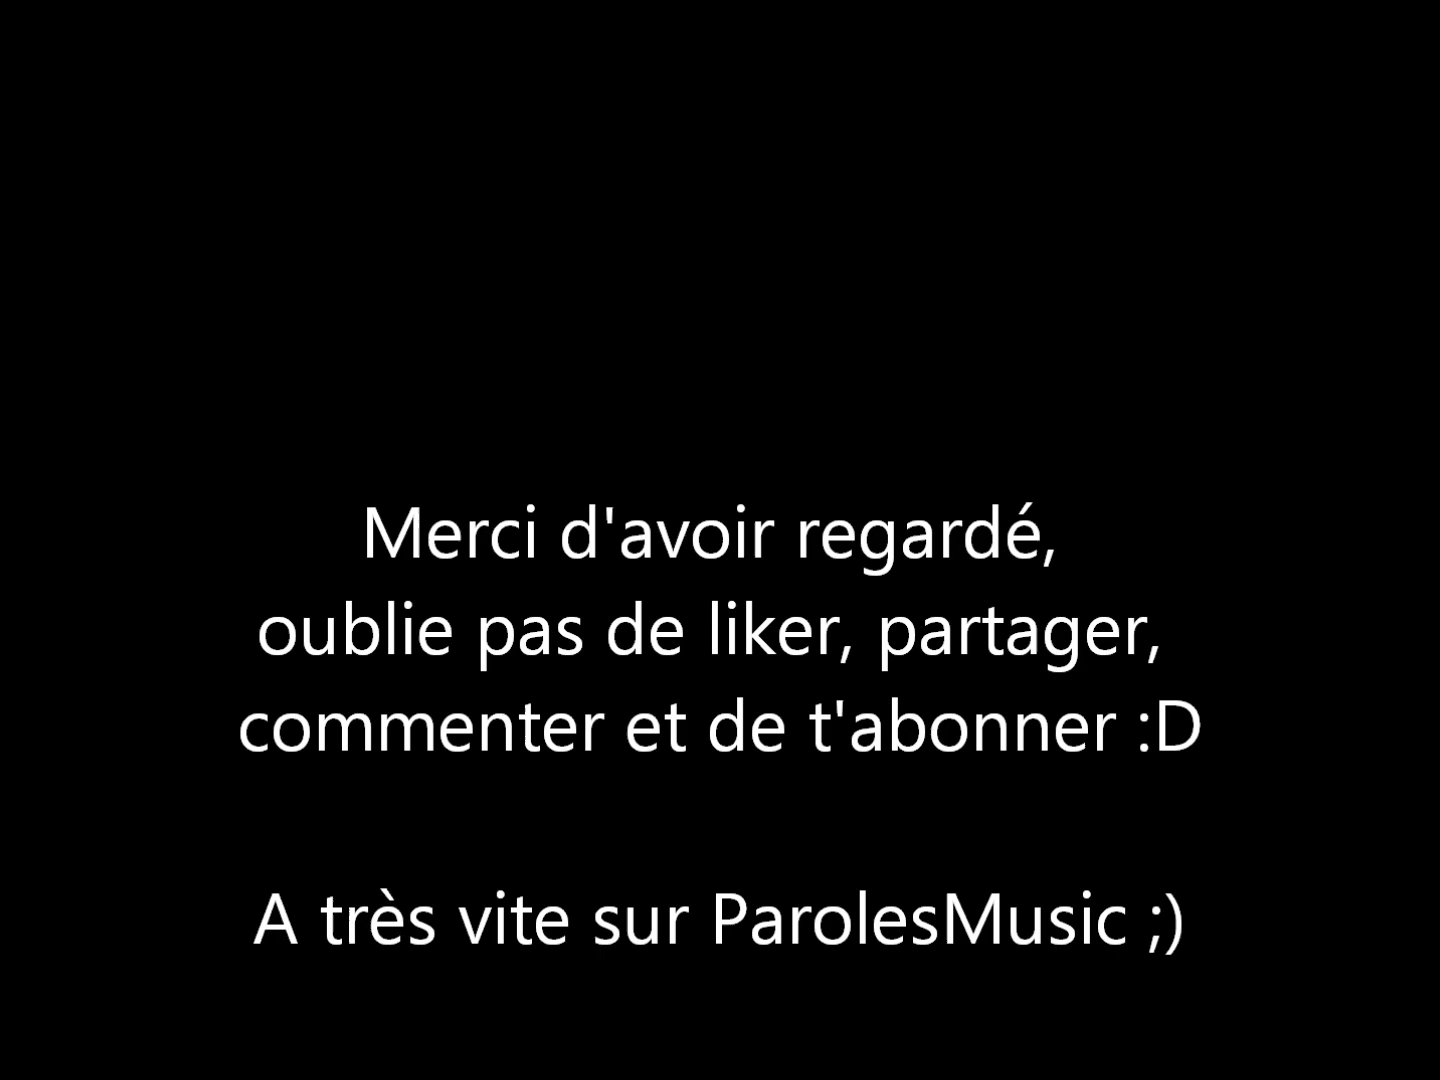 Merci d'avoir regardé,
oublie pas de liker, partager,
commenter et de t'abonner :D
A très vite sur ParolesMusic ;)